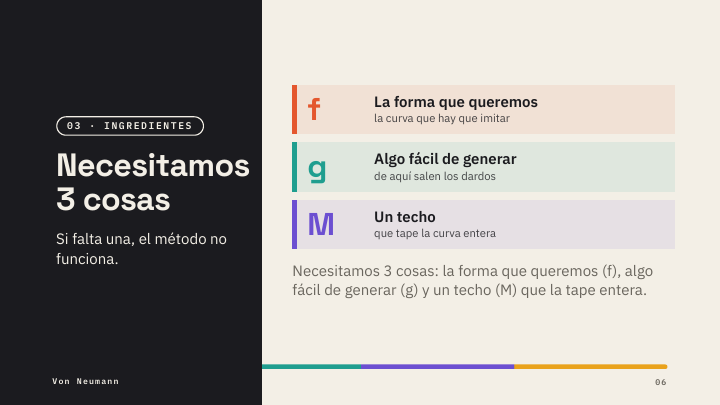 03 · INGREDIENTES
Necesitamos
3 cosas
Si falta una, el método no
funciona.
f
La forma que queremos
la curva que hay que imitar
g
Algo fácil de generar
de aquí salen los dardos
M
Un techo
que tape la curva entera
Necesitamos 3 cosas: la forma que queremos (f), algo
fácil de generar (g) y un techo (M) que la tape entera.
Von Neumann
06